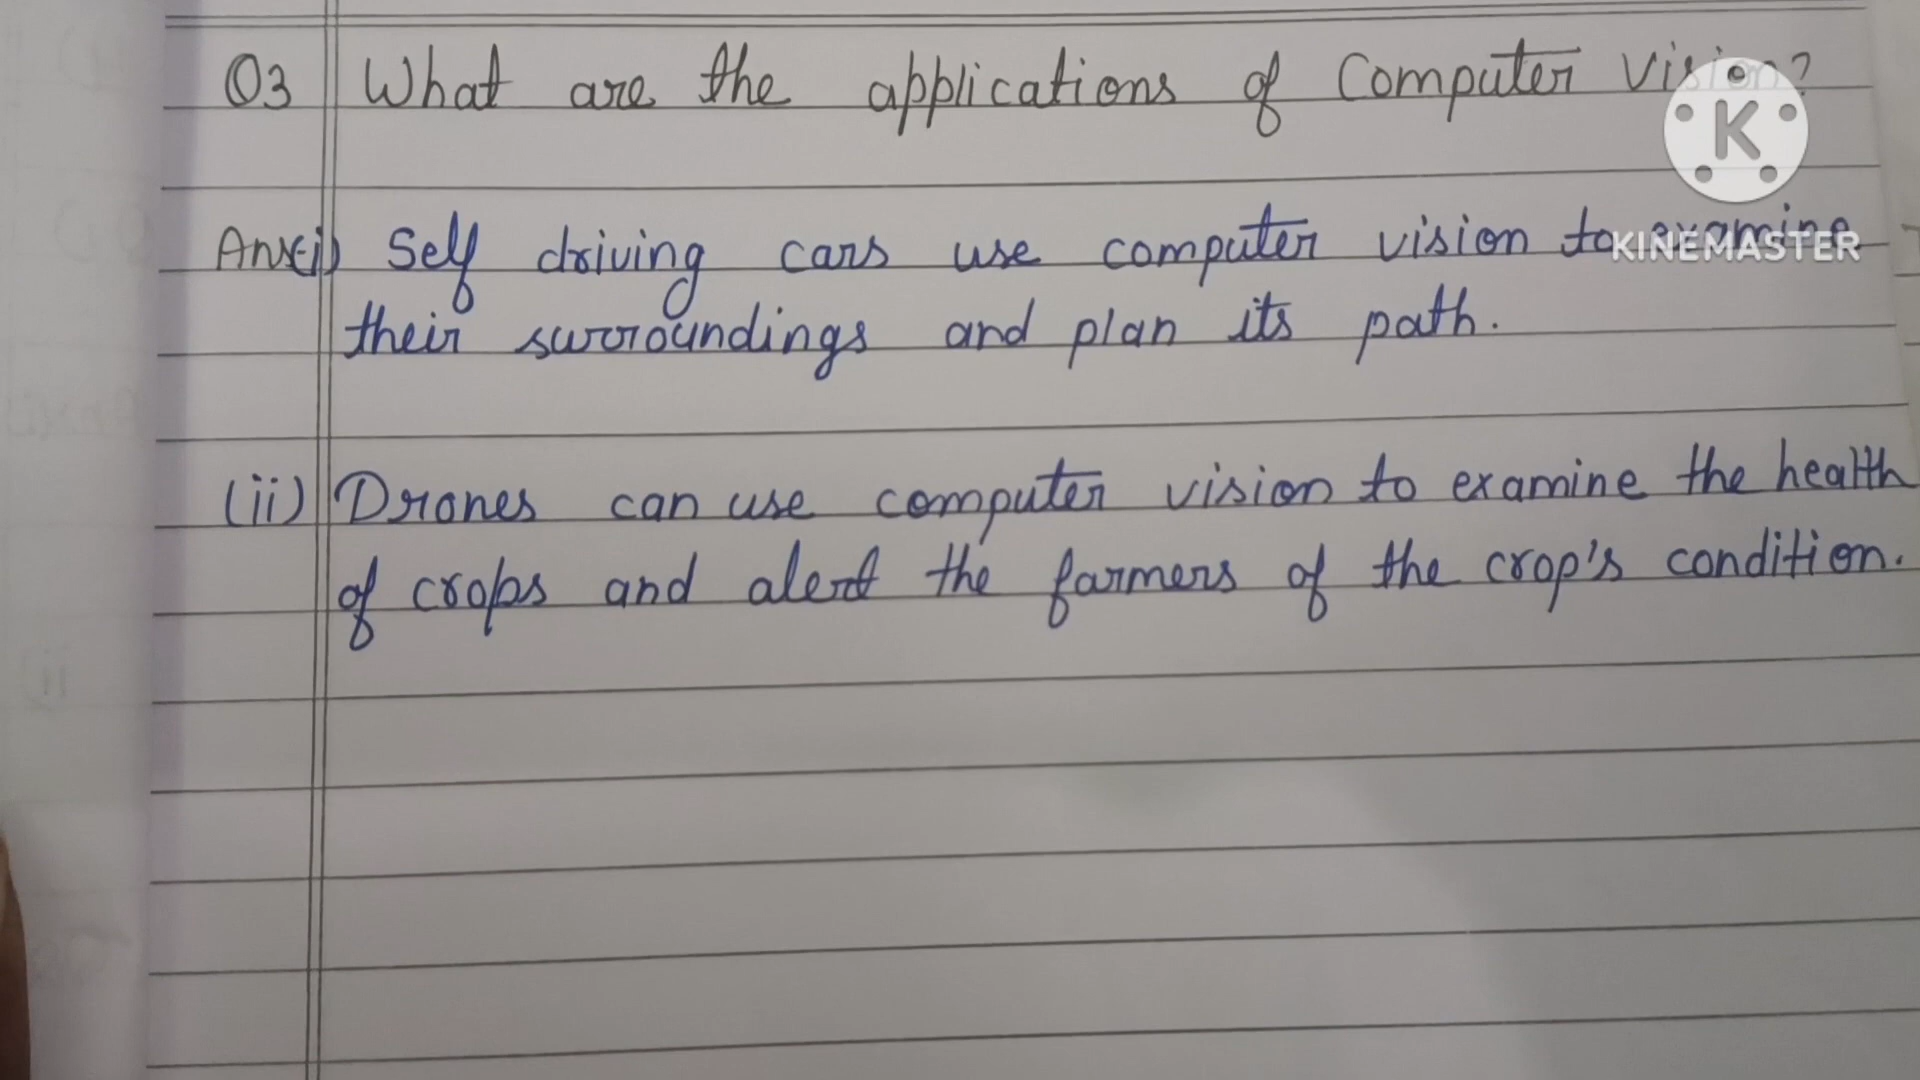 Q3 What are the applications of Computer Vision?
Ans(i) Self driving cars use computer vision to examine
their surroundings and plan its path.
(ii) Drones can use computer vision to examine the health
of crops and alert the farmers of the crop's condition.
K
KINEMASTER